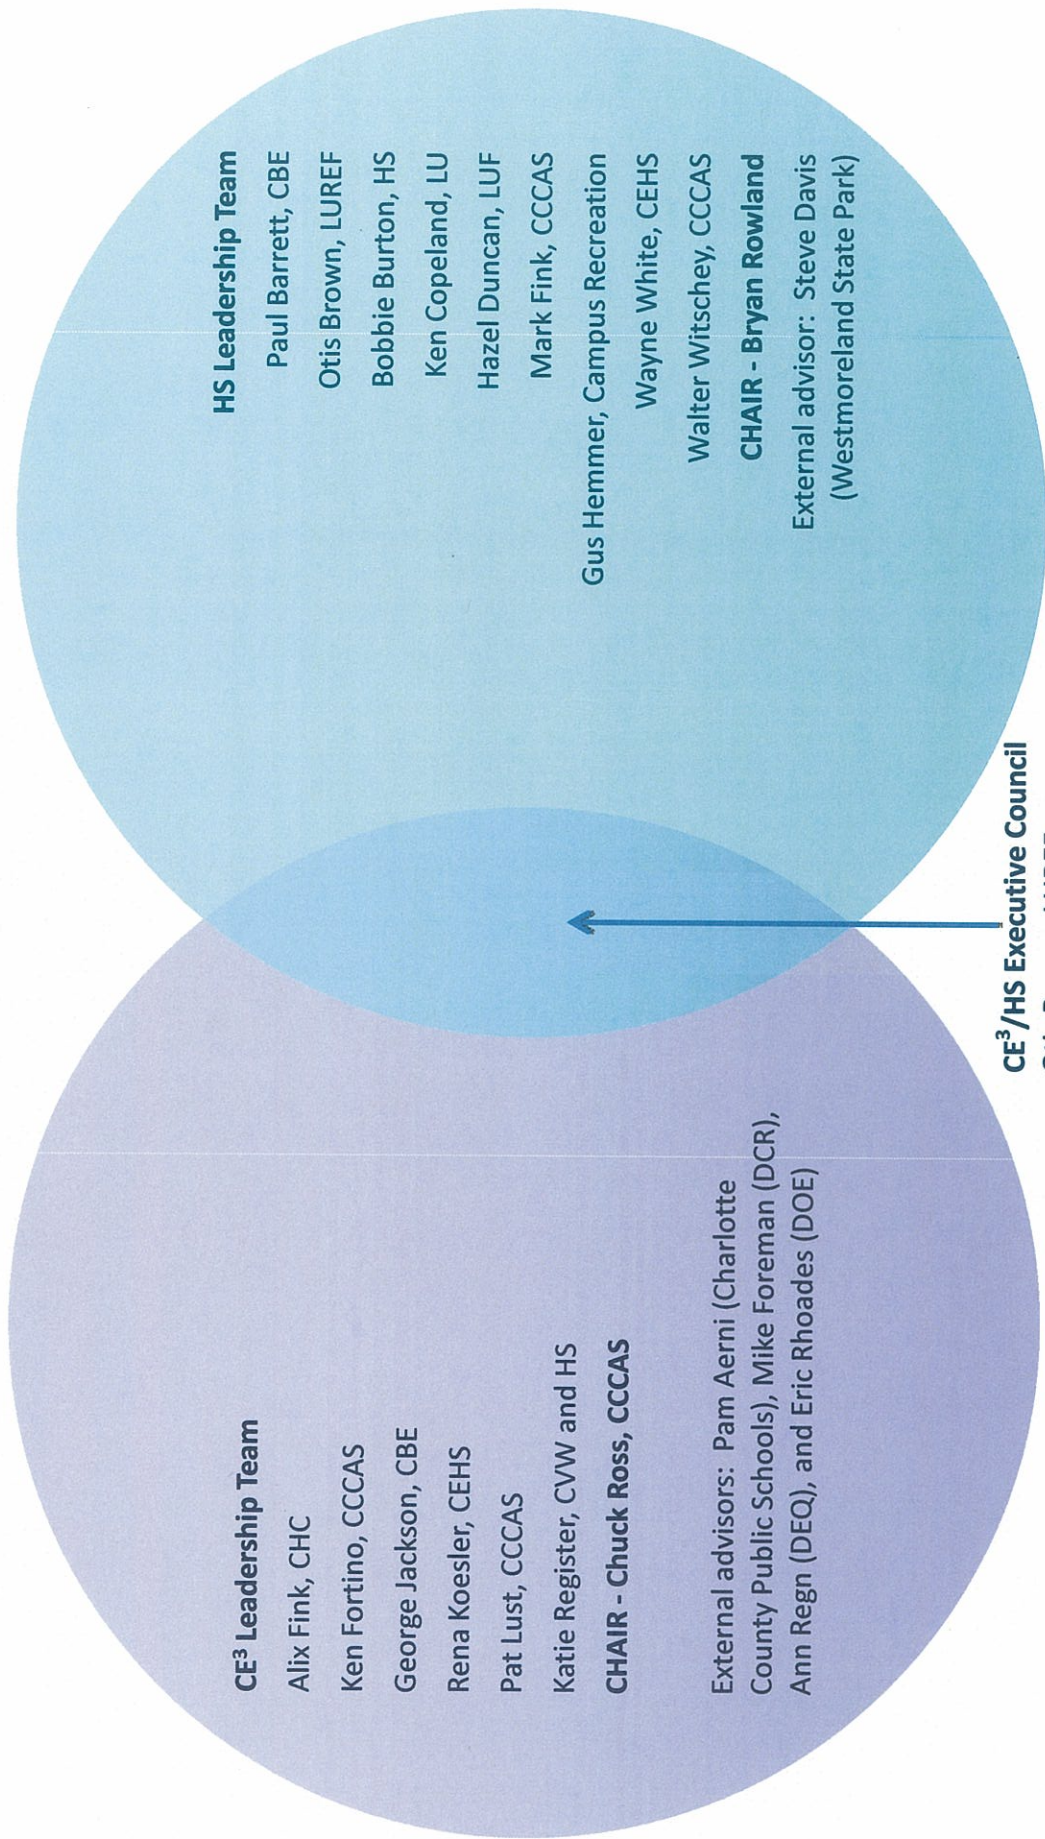 CE³ Leadership Team
Alix Fink, CHC
Ken Fortino, CCCAS
George Jackson, CBE
Rena Koesler, CEHS
Pat Lust, CCCAS
Katie Register, CVW and HS
CHAIR - Chuck Ross, CCCAS
External advisors: Pam Aerni (Charlotte
County Public Schools), Mike Foreman (DCR),
Ann Regn (DEQ), and Eric Rhoades (DOE)
HS Leadership Team
Paul Barrett, CBE
Otis Brown, LUREF
Bobbie Burton, HS
Ken Copeland, LU
Hazel Duncan, LUF
Mark Fink, CCCAS
Gus Hemmer, Campus Recreation
Wayne White, CEHS
Walter Witschey, CCCAS
CHAIR - Bryan Rowland
External advisor: Steve Davis
(Westmoreland State Park)
CE³/HS Executive Council